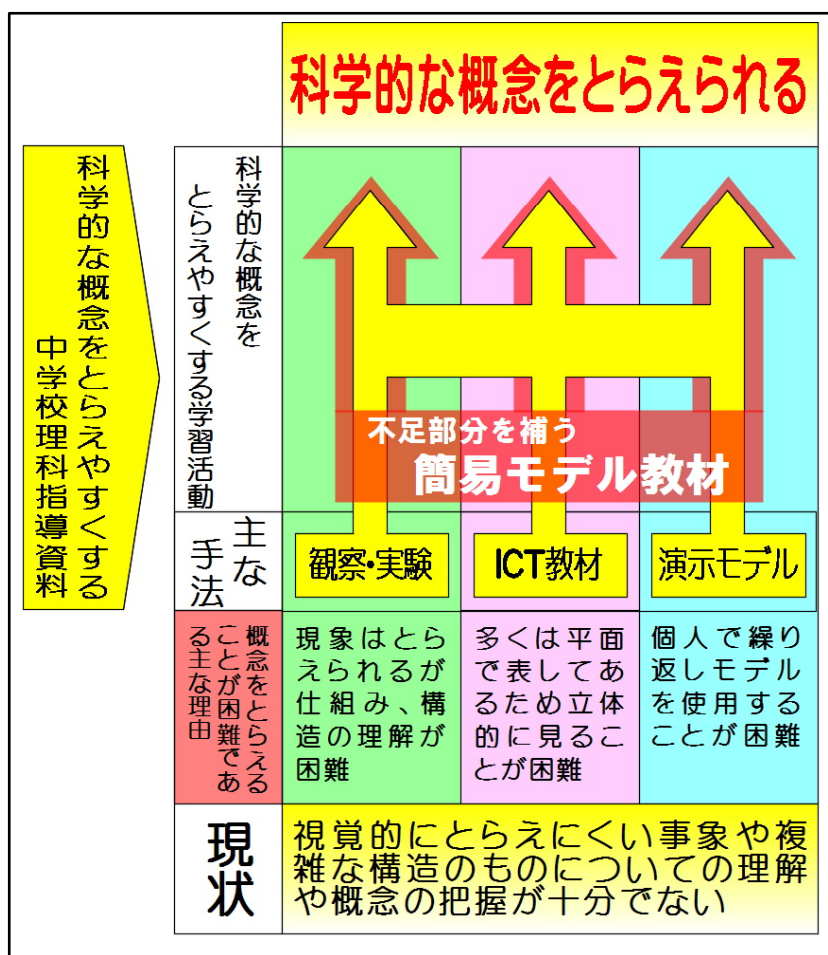 科学的な概念をとらえられる
科学的な概念をとらえやすくする
中学校理科指導資料
科学的な概念を
とらえやすくする学習活動
不足部分を補う
簡易モデル教材
主な
手法
観察・実験
ICT教材
演示モデル
概念をとらえる
ことが困難であ
る主な理由
現象はとら
えられるが
仕組み、構
造の理解が
困難
多くは平面
で表してあ
るため立体
的に見るこ
とが困難
個人で繰り
返しモデル
を使用する
ことが困難
現状
視覚的にとらえにくい事象や複
雑な構造のものについての理解
や概念の把握が十分でない